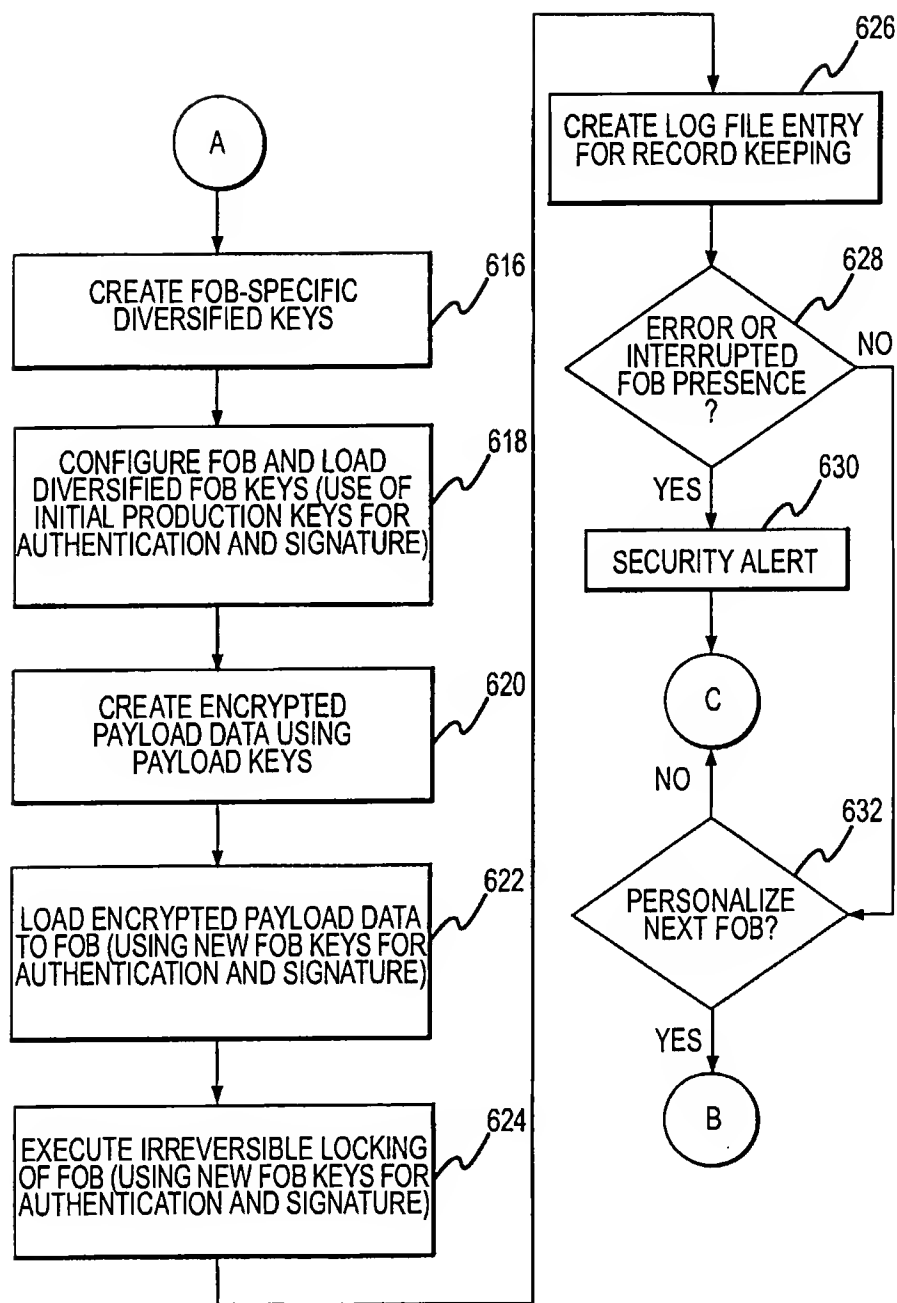 A
CREATE FOB-SPECIFIC
DIVERSIFIED KEYS
616
CONFIGURE FOB AND LOAD
DIVERSIFIED FOB KEYS (USE OF
INITIAL PRODUCTION KEYS FOR
AUTHENTICATION AND SIGNATURE)
618
CREATE ENCRYPTED
PAYLOAD DATA USING
PAYLOAD KEYS
620
LOAD ENCRYPTED PAYLOAD DATA
TO FOB (USING NEW FOB KEYS FOR
AUTHENTICATION AND SIGNATURE)
622
EXECUTE IRREVERSIBLE LOCKING
OF FOB (USING NEW FOB KEYS FOR
AUTHENTICATION AND SIGNATURE)
624
626
CREATE LOG FILE ENTRY
FOR RECORD KEEPING
628
ERROR OR
INTERRUPTED
FOB PRESENCE
?
NO
YES
630
SECURITY ALERT
C
NO
632
PERSONALIZE
NEXT FOB?
YES
B